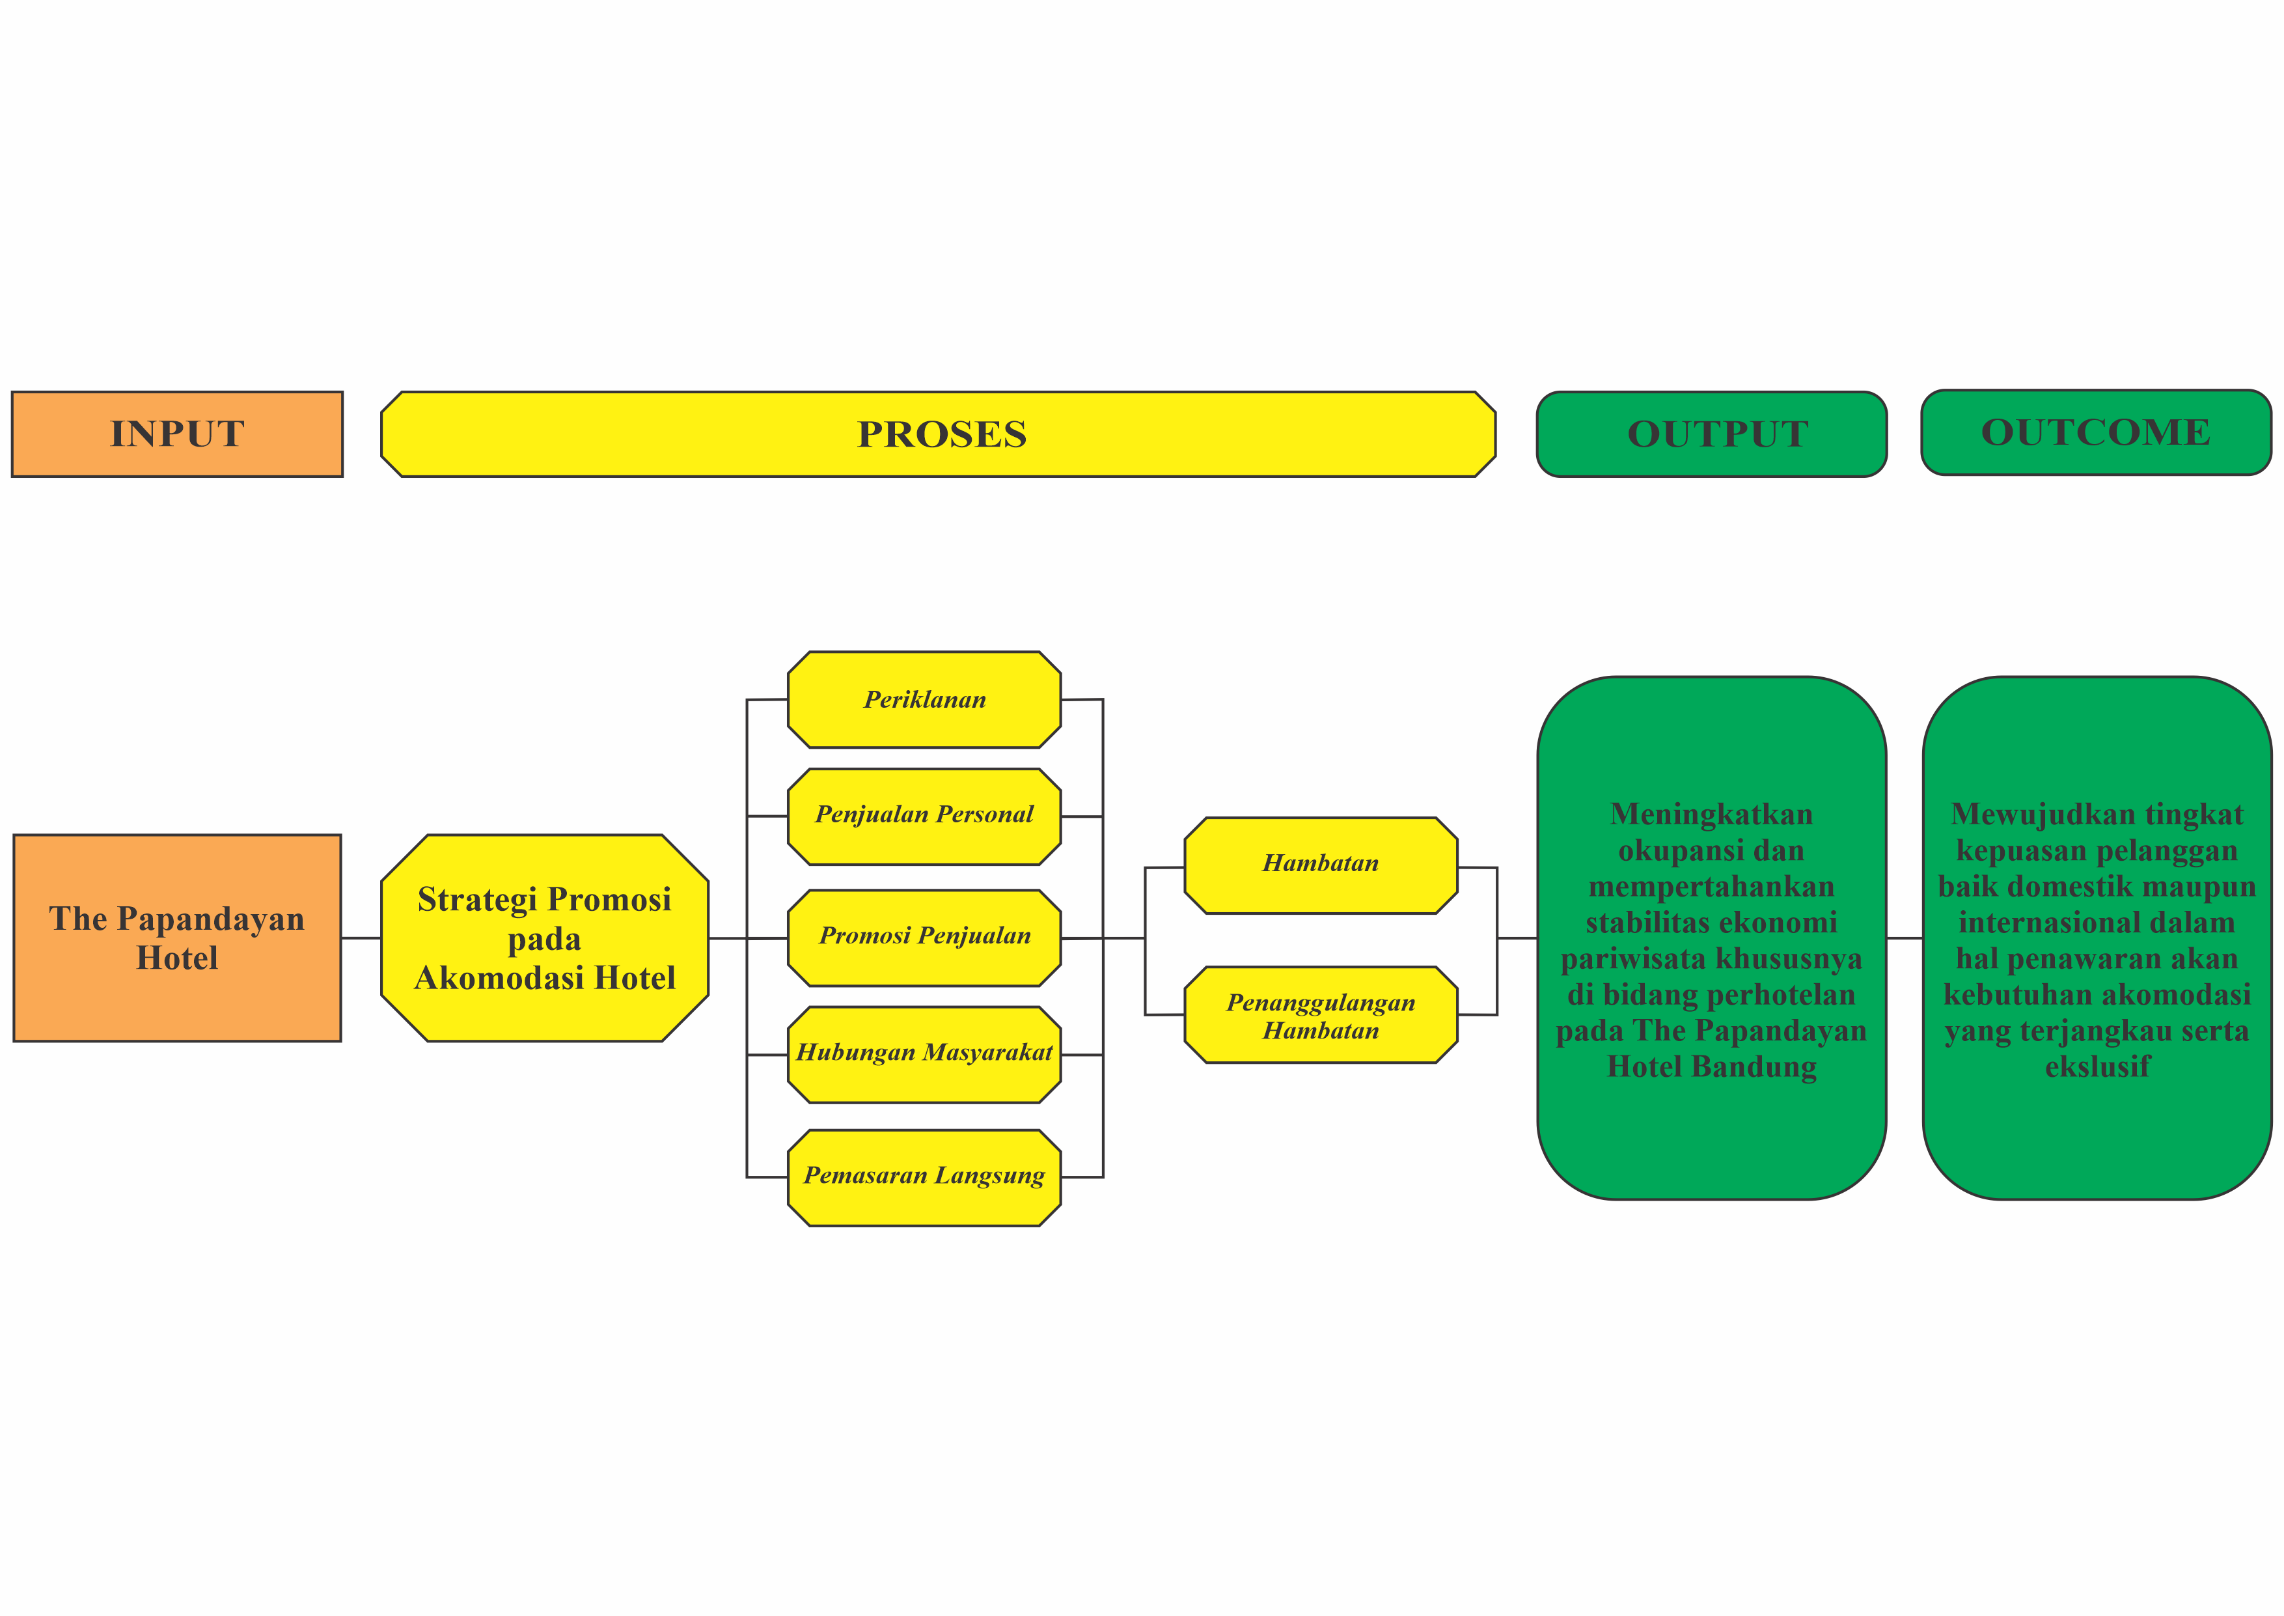 INPUT
PROSES
OUTPUT
OUTCOME
The Papandayan
Hotel
Strategi Promosi
pada
Akomodasi Hotel
Periklanan
Penjualan Personal
Promosi Penjualan
Hubungan Masyarakat
Pemasaran Langsung
Hambatan
Penanggulangan
Hambatan
Meningkatkan
okupansi dan
mempertahankan
stabilitas ekonomi
pariwisata khususnya
di bidang perhotelan
pada The Papandayan
Hotel Bandung
Mewujudkan tingkat
kepuasan pelanggan
baik domestik maupun
internasional dalam
hal penawaran akan
kebutuhan akomodasi
yang terjangkau serta
ekslusif